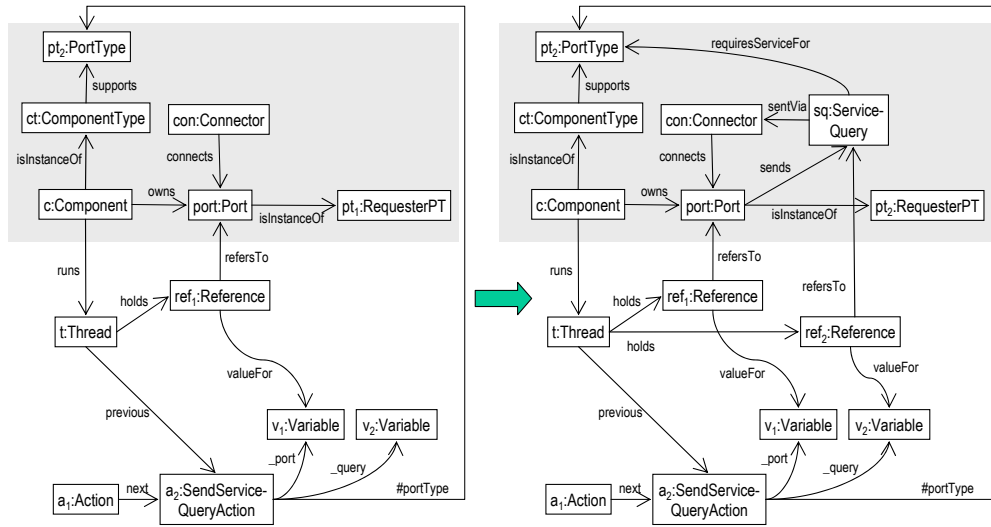 pt₂:PortType
supports
ct:ComponentType
con:Connector
isInstanceOf
connects
c:Component
owns
port:Port
isInstanceOf
pt₁:RequesterPT
runs
refersTo
holds
ref₁:Reference
t:Thread
valueFor
previous
v₁:Variable
v₂:Variable
_port
_query
a₁:Action
next
a₂:SendService-
QueryAction
#portType
pt₂:PortType
requiresServiceFor
supports
ct:ComponentType
con:Connector
sentVia
sq:Service-
Query
isInstanceOf
connects
sends
c:Component
owns
port:Port
isInstanceOf
pt₂:RequesterPT
runs
refersTo
refersTo
holds
ref₁:Reference
t:Thread
holds
ref₂:Reference
valueFor
valueFor
previous
v₁:Variable
v₂:Variable
_port
_query
a₁:Action
next
a₂:SendService-
QueryAction
#portType